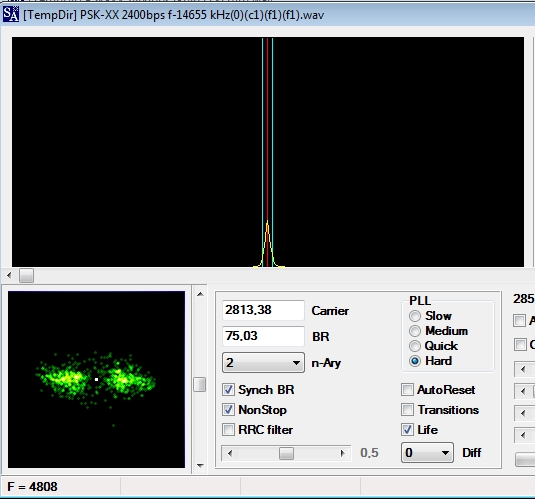 SA [TempDir] PSK-XX 2400bps f-14655 kHz(0)(c1)(f1)(f1).wav
2813.38 Carrier
75.03 BR
2 n-Ary
Synch BR
NonStop
RRC filter
0.5
PLL
Slow
Medium
Quick
Hard
AutoReset
Transitions
Life
0 Diff
285
A
F = 4808